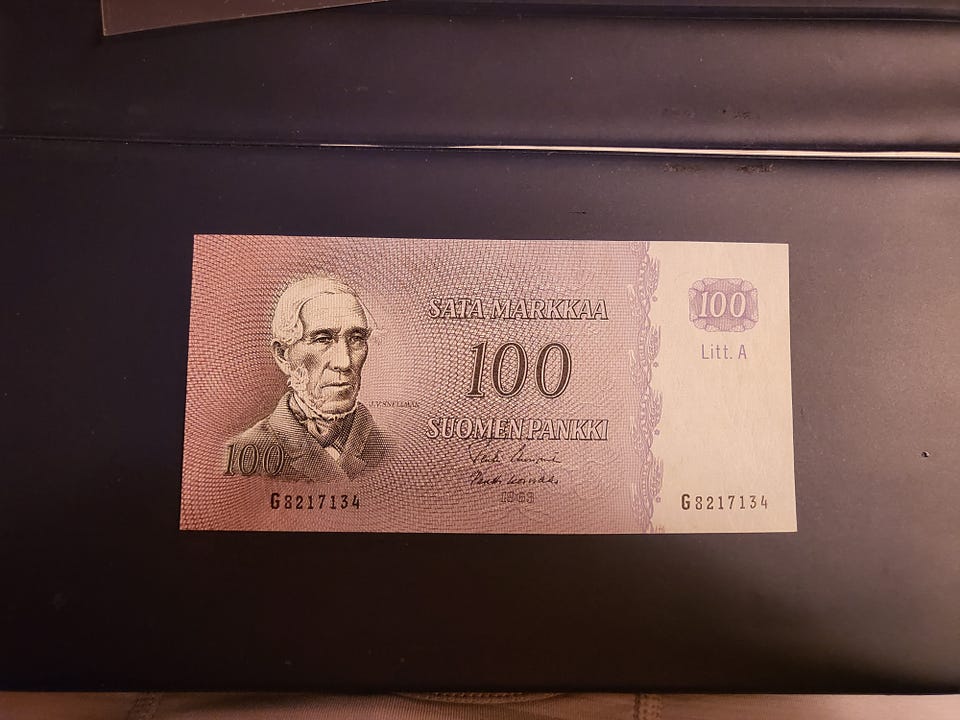 SATA MARKKAA
100
SUOMEN PANKKI
1963
J.V.SNELLMAN
100
G8217134
100
Litt. A
G8217134